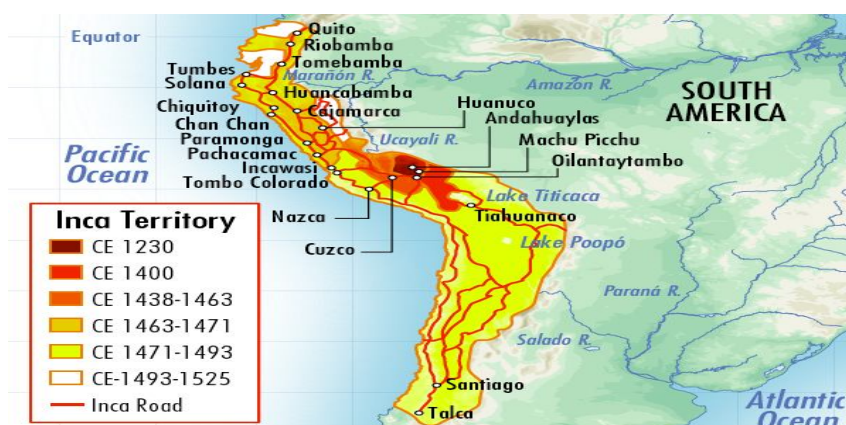 Equator
Quito
Riobamba
Tomebamba
Tumbes
Marañón R.
Solana
Huancabamba
Amazon R.
SOUTH
AMERICA
Chiquitoy
Cajamarca
Huanuco
Chan Chan
Andahuaylas
Paramonga
Ucayali R.
Machu Picchu
Pacific
Ocean
Pachacamac
Oilantaytambo
Incawasi
Tombo Colorado
Lake Titicaca
Nazca
Tiahuanaco
Cuzco
Lake Poopó
Inca Territory
CE 1230
CE 1400
CE 1438-1463
CE 1463-1471
CE 1471-1493
CE-1493-1525
Inca Road
Paraná R.
Salado R.
Santiago
Talca
Atlantic
Ocean